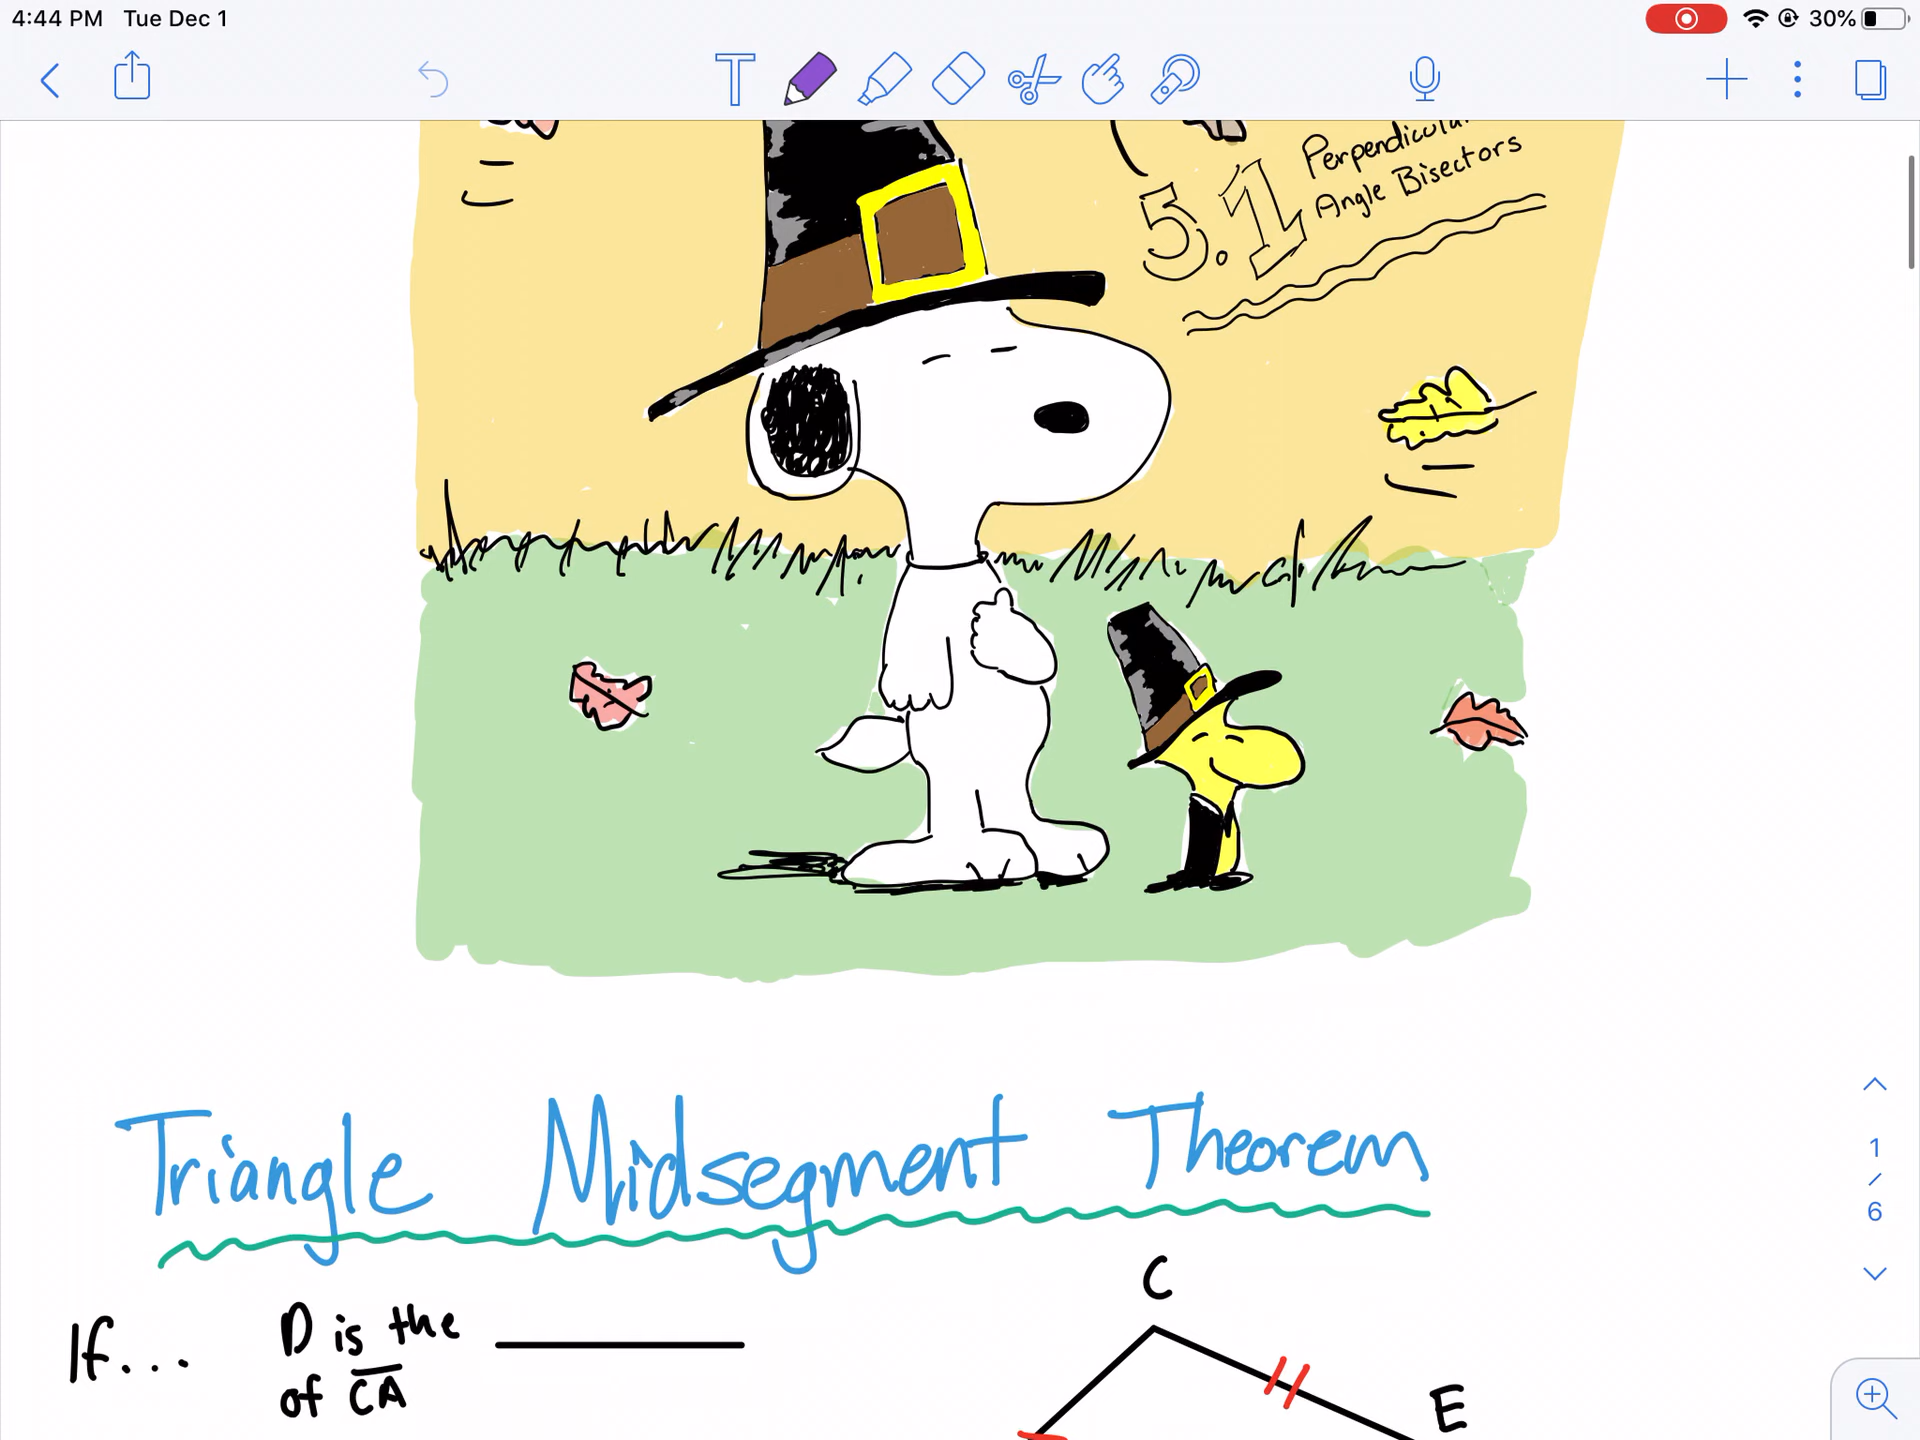 4:44 PM Tue Dec 1
30%
T
5.1
Angle Bisectors
Triangle Midsegment Theorem
If... D is the
of CA
C
E
1
/
6